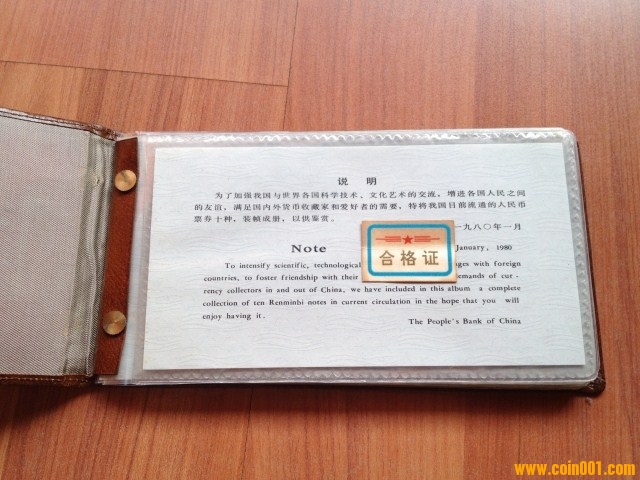 说 明
为了加强我国与世界各国科学技术、文化艺术的交流，增进各国人民之间
的友谊，满足国内外货币收藏家和爱好者的需要，特将我国目前流通的人民币
票券十种，装帧成册，以供鉴赏。
一九八〇年一月
合格证
Note
January, 1980
To intensify scientific, technological ges with foreign
countries, to foster friendship with their emands of cur-
rency collectors in and out of China, we have included in this album a complete
collection of ten Renminbi notes in current circulation in the hope that you will
enjoy having it.
The People's Bank of China
www.coin001.com